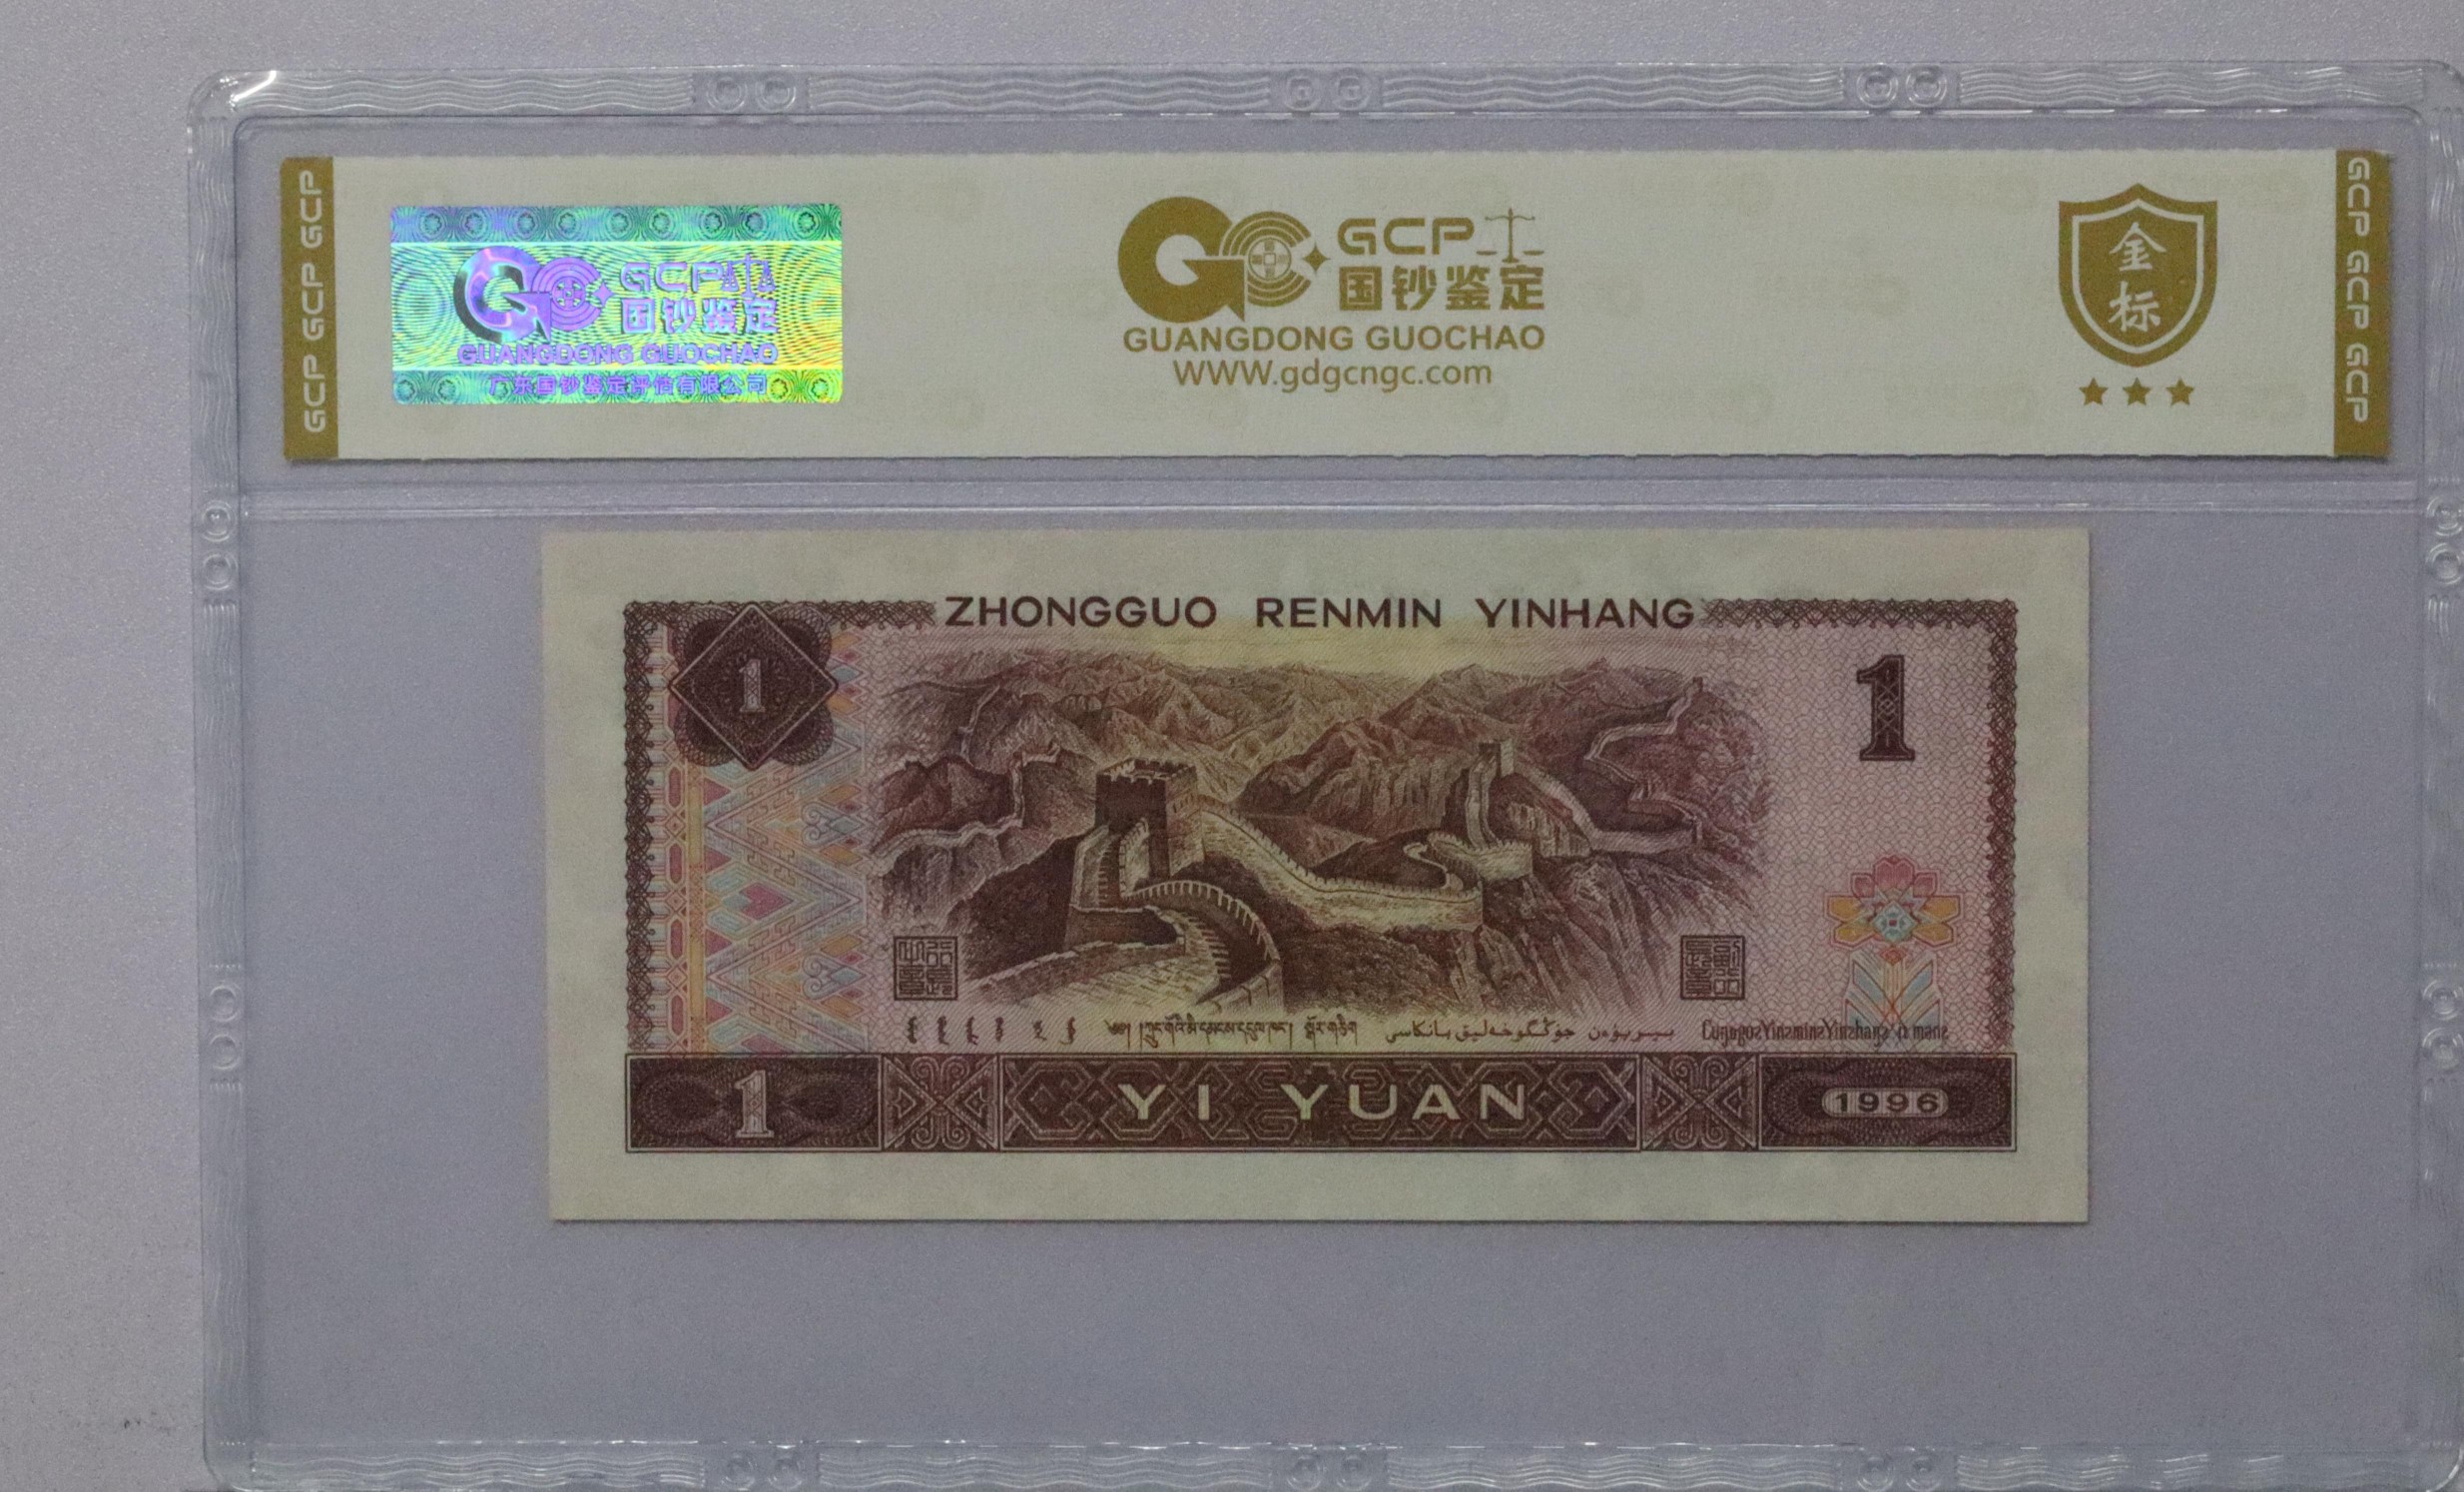 GCP GCP GCP
GCP
国钞鉴定
GUANGDONG GUOCHAO
广东国钞鉴定评估有限公司
GCP
国钞鉴定
GUANGDONG GUOCHAO
WWW.gdgcngc.com
金标
GCP GCP GCP
ZHONGGUO RENMIN YINHANG
1
1
1 YI YUAN 1996